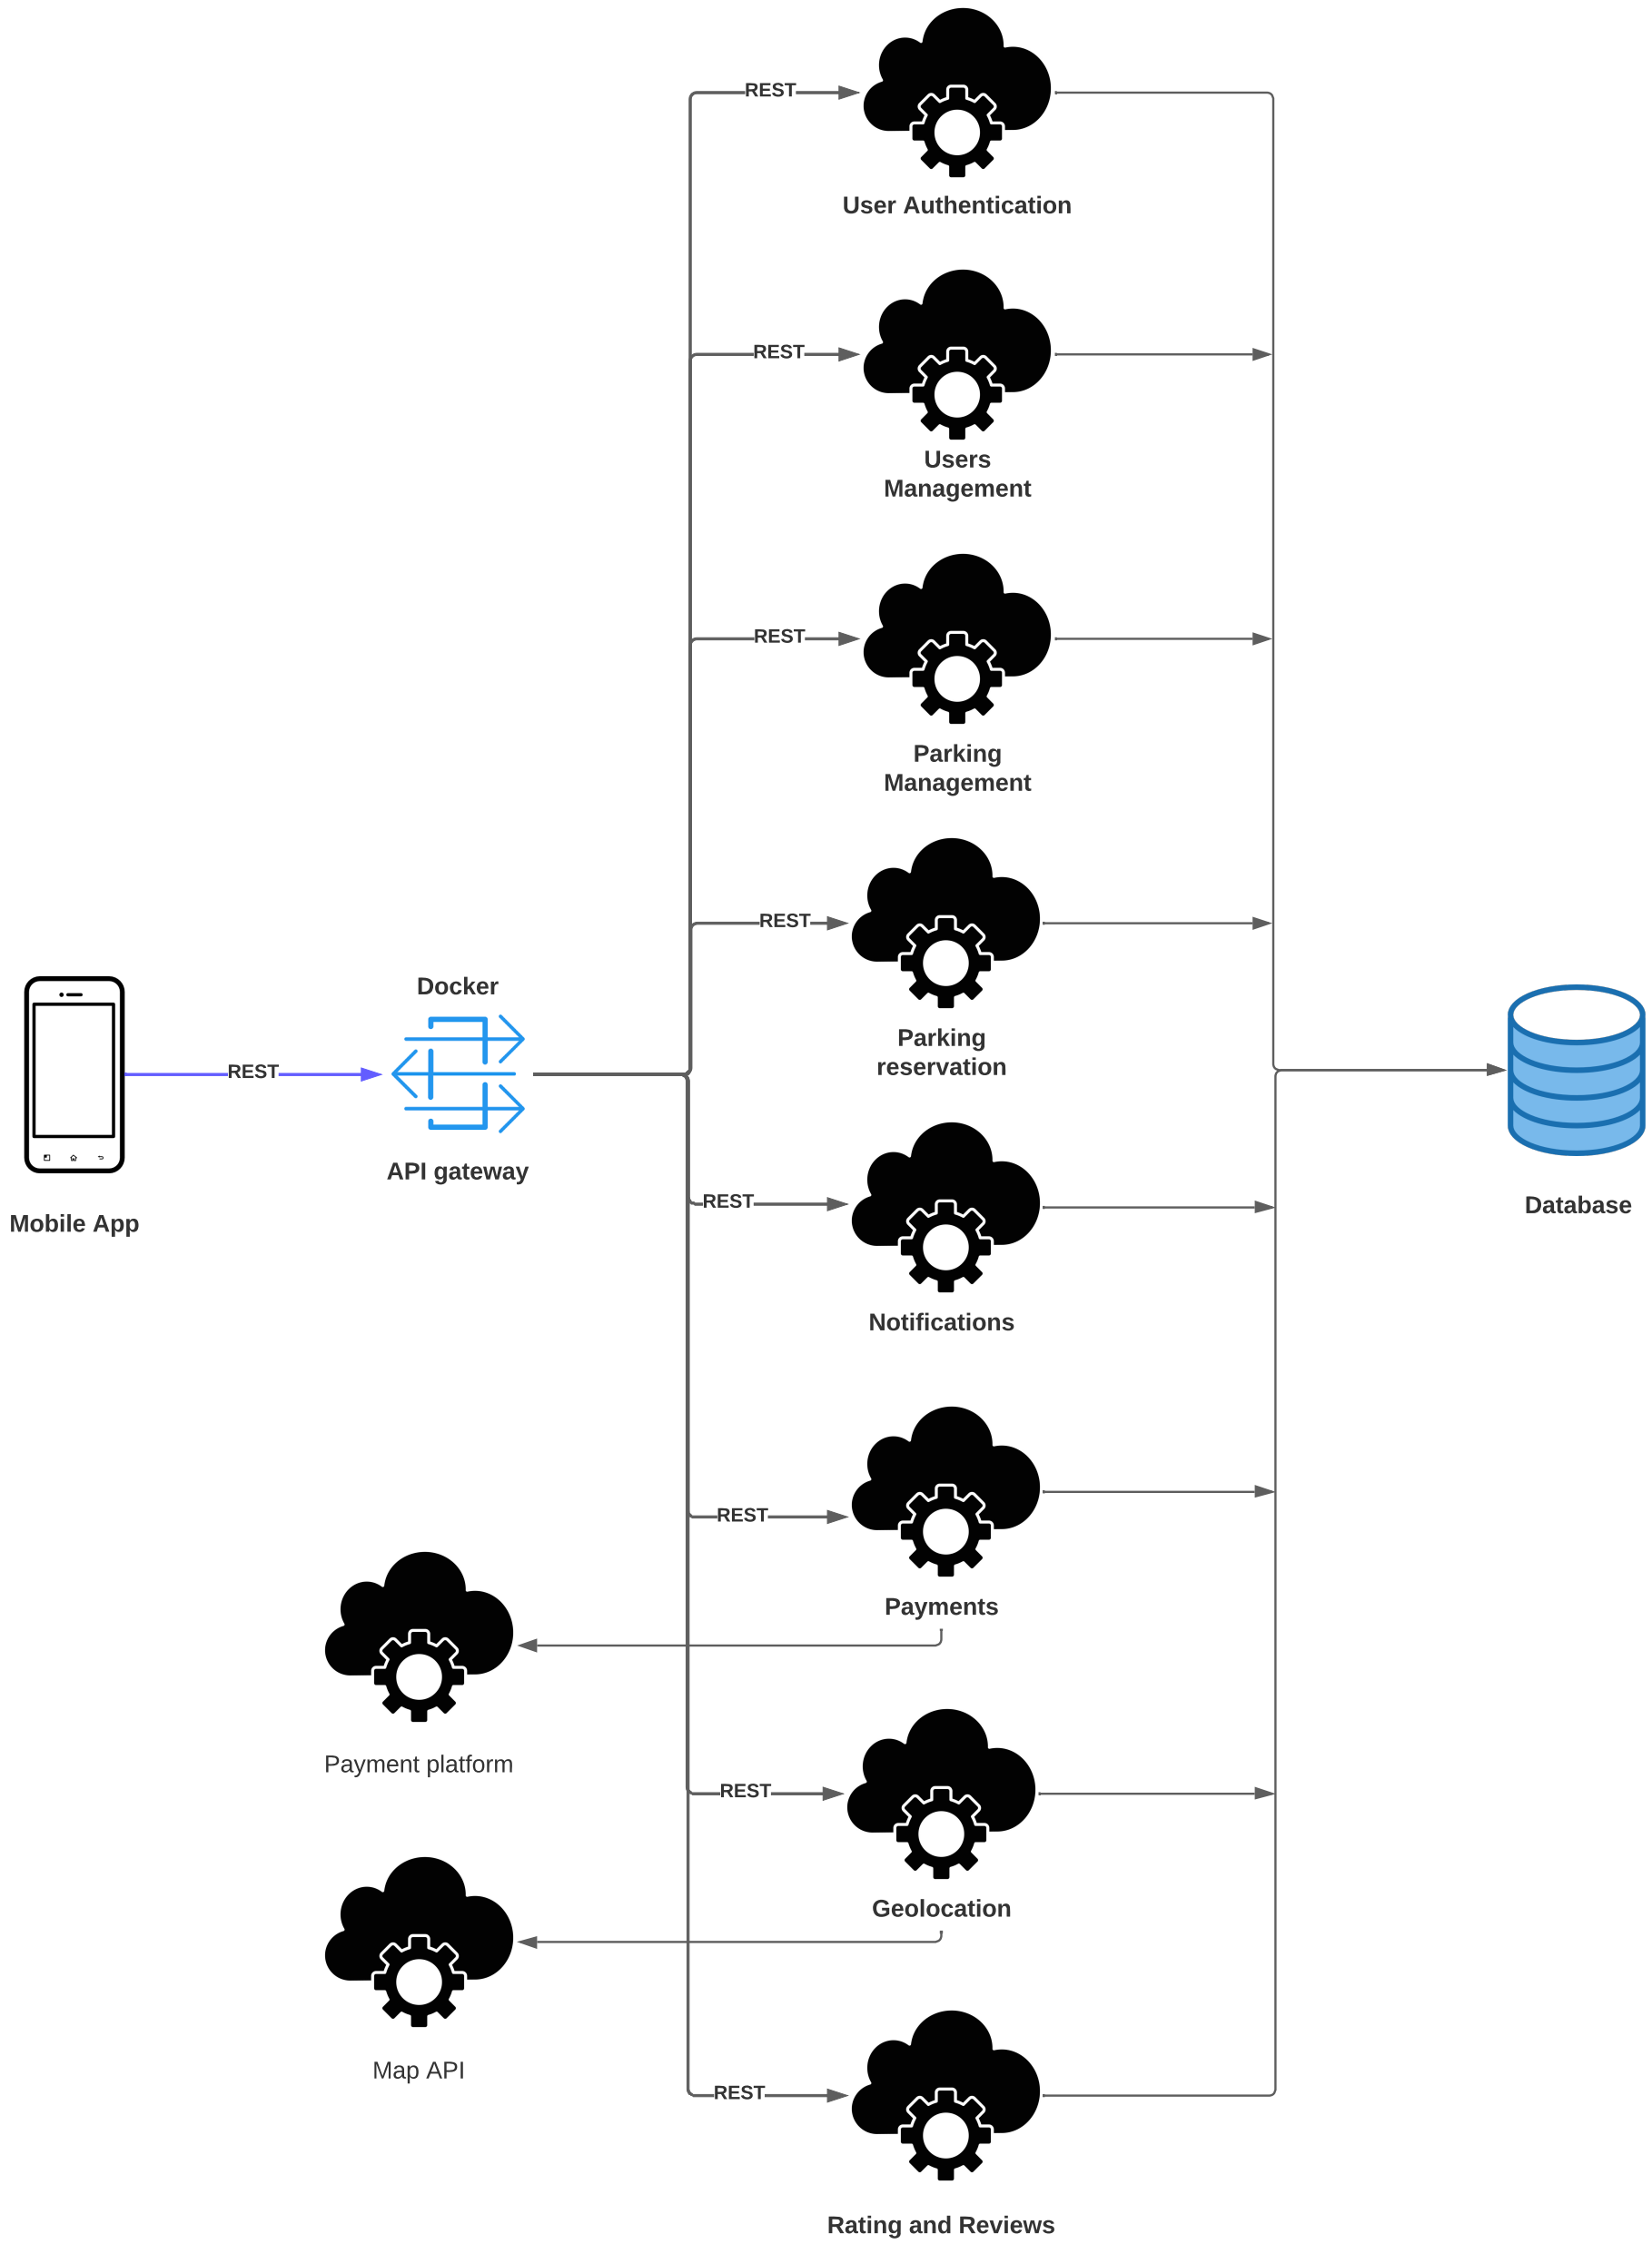 REST
User Authentication
REST
Users
Management
REST
Parking
Management
REST
Parking
reservation
Docker
REST
API gateway
Mobile App
Database
REST
Notifications
REST
Payments
Payment platform
REST
Geolocation
Map API
REST
Rating and Reviews